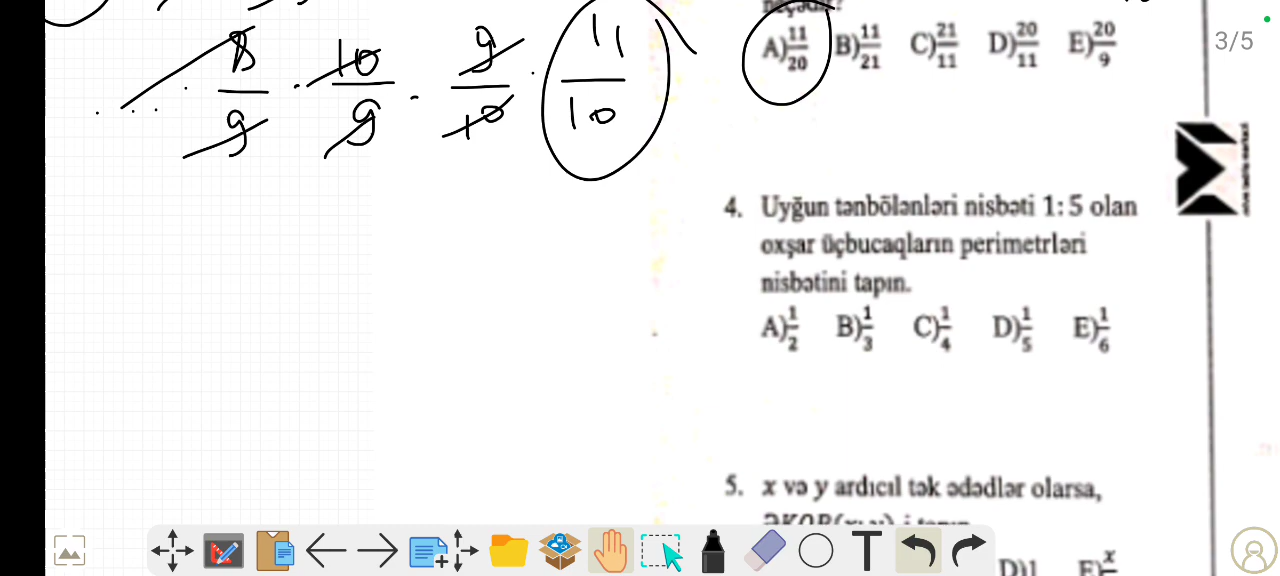 8/9 · 10/9 · 9/10 · 11/10
A) 11/20 B) 11/21 C) 21/11 D) 20/11 E) 20/9
3/5
4. Uyğun tənbölənləri nisbəti 1 : 5 olan
oxşar üçbucaqların perimetrləri
nisbətini tapın.
A) 1/2 B) 1/3 C) 1/4 D) 1/5 E) 1/6
5. x və y ardıcıl tək ədədlər olarsa,
D)1 E) x
T